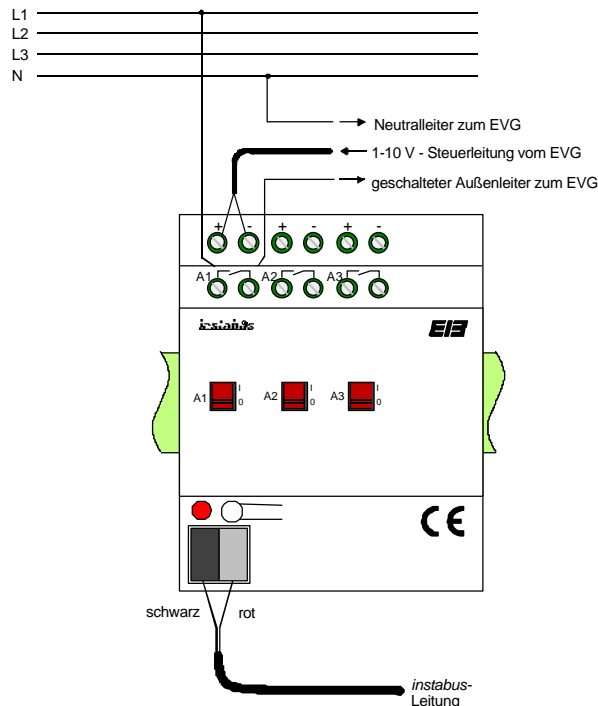 L1
L2
L3
N
Neutralleiter zum EVG
1-10 V - Steuerleitung vom EVG
geschalteter Außenleiter zum EVG
+ - + - + -
A1 A2 A3
instabus EIB
A1 I 0 A2 I 0 A3 I 0
CE
schwarz rot
instabus-
Leitung